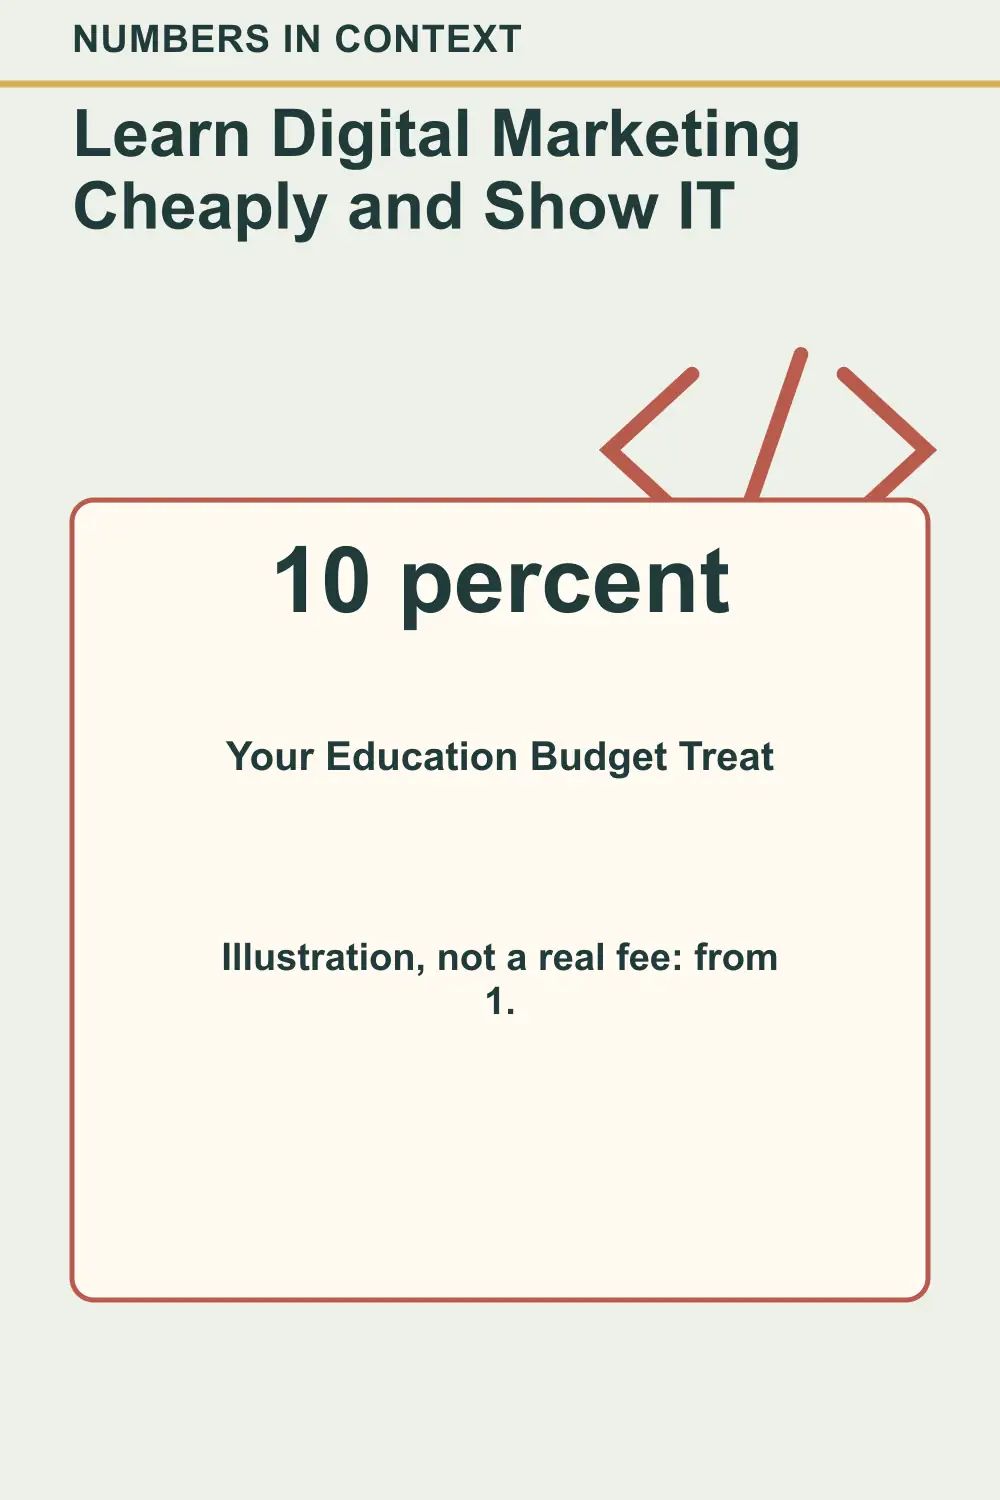 NUMBERS IN CONTEXT
Learn Digital Marketing
Cheaply and Show IT
10 percent
Your Education Budget Treat
Illustration, not a real fee: from
1.